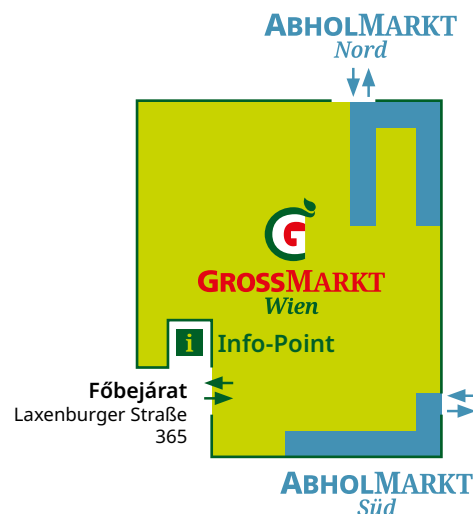 ABHOLMARKT
Nord
G
GROSSMARKT
Wien
i Info-Point
Főbejárat
Laxenburger Straße
365
ABHOLMARKT
Süd